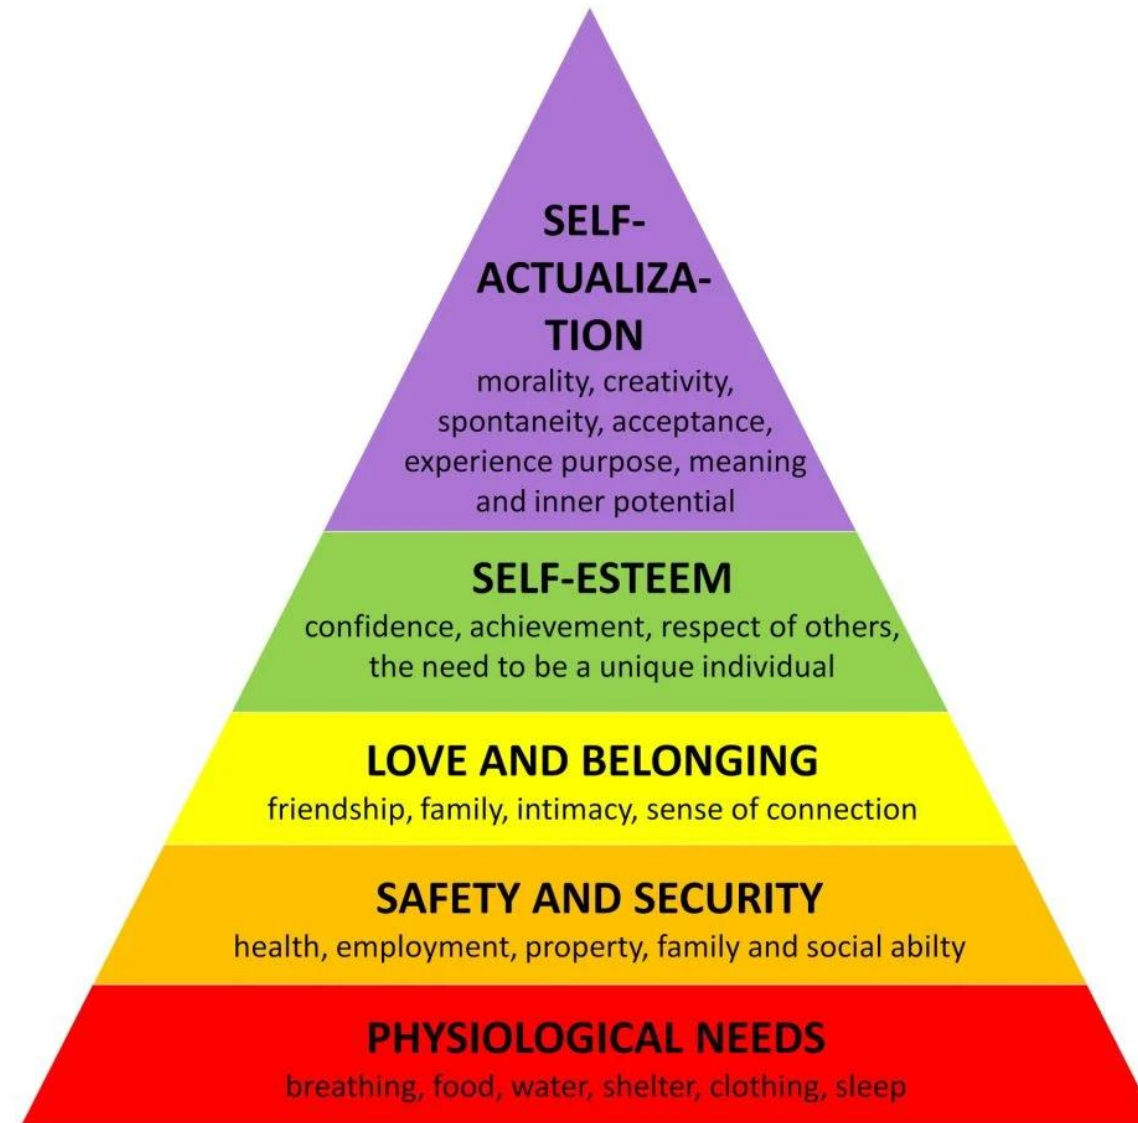 SELF-
ACTUALIZA-
TION
morality, creativity,
spontaneity, acceptance,
experience purpose, meaning
and inner potential
SELF-ESTEEM
confidence, achievement, respect of others,
the need to be a unique individual
LOVE AND BELONGING
friendship, family, intimacy, sense of connection
SAFETY AND SECURITY
health, employment, property, family and social abilty
PHYSIOLOGICAL NEEDS
breathing, food, water, shelter, clothing, sleep